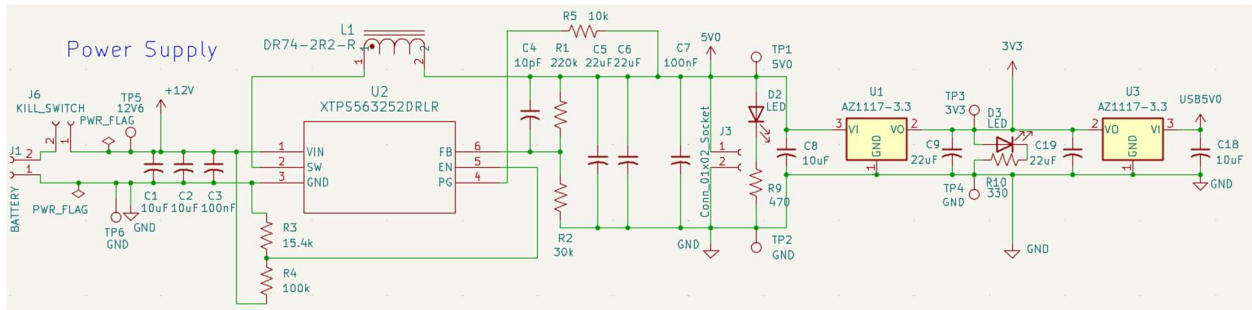 Power Supply
J6
KILL_SWITCH
PWR_FLAG
TP5
12V6
+12V
J1
2
1
2
1
BATTERY
PWR_FLAG
TP6
GND
GND
C1
10uF
C2
10uF
C3
100nF
L1
DR74-2R2-R
1
2
U2
XTPS563252DRLR
1
VIN
2
SW
3
GND
FB
6
EN
5
PG
4
R3
15.4k
R4
100k
R5 10k
C4
10pF
R1
220k
C5
22uF
C6
22uF
C7
100nF
R2
30k
5V0
GND
Conn_01x02_Socket
J3
1
2
TP1
5V0
D2
LED
R9
470
TP2
GND
C8
10uF
U1
AZ1117-3.3
3
VI
VO
2
GND
1
C9
22uF
TP3
3V3
TP4
GND
D3
LED
R10
330
3V3
GND
C19
22uF
U3
AZ1117-3.3
2
VO
VI
3
GND
1
USB5V0
C18
10uF
GND